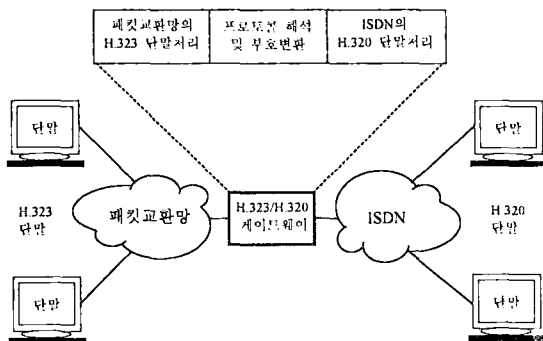 패킷교환망의
H.323 단말처리
프로토콜 해석
및 부호변환
ISDN의
H.320 단말처리
단말
단말
H.323
단말
패킷교환망
H.323/H.320
게이트웨이
ISDN
H.320
단말
단말
단말